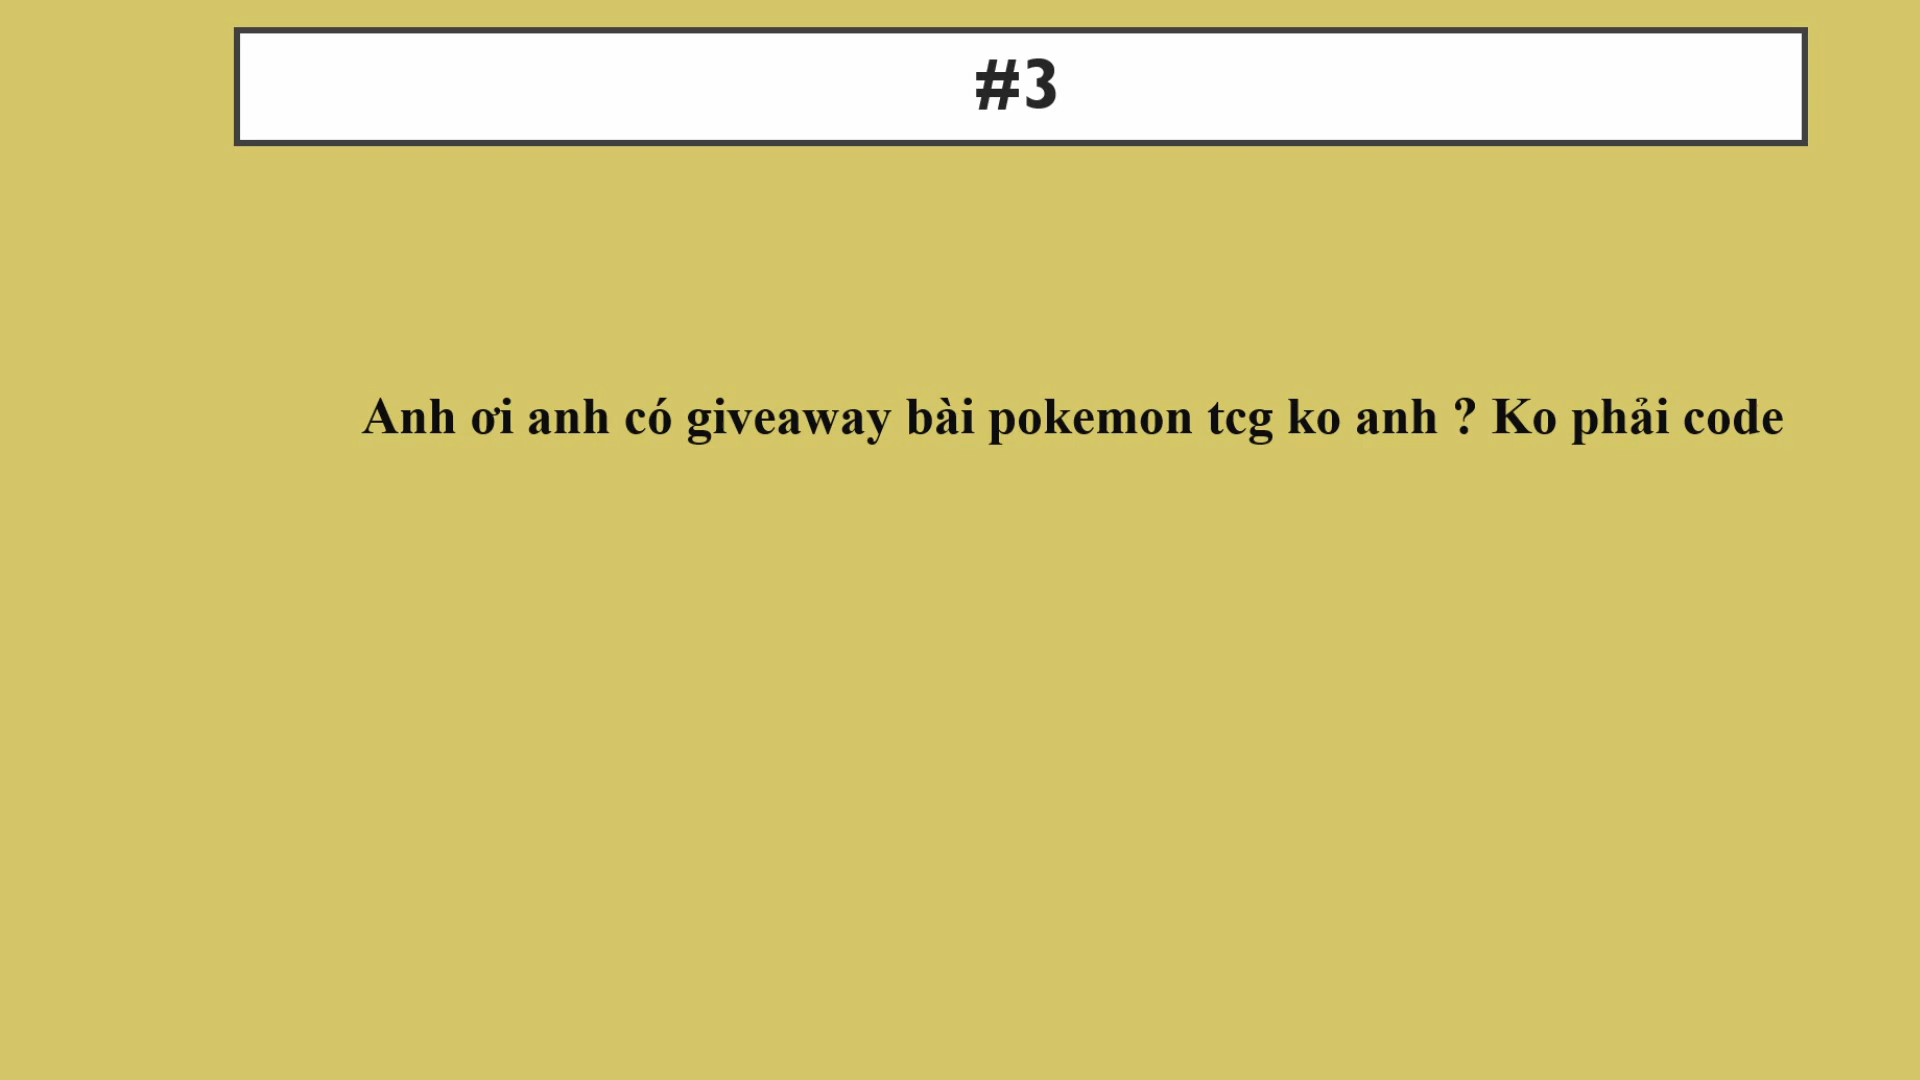 #3
Anh ơi anh có giveaway bài pokemon tcg ko anh ? Ko phải code